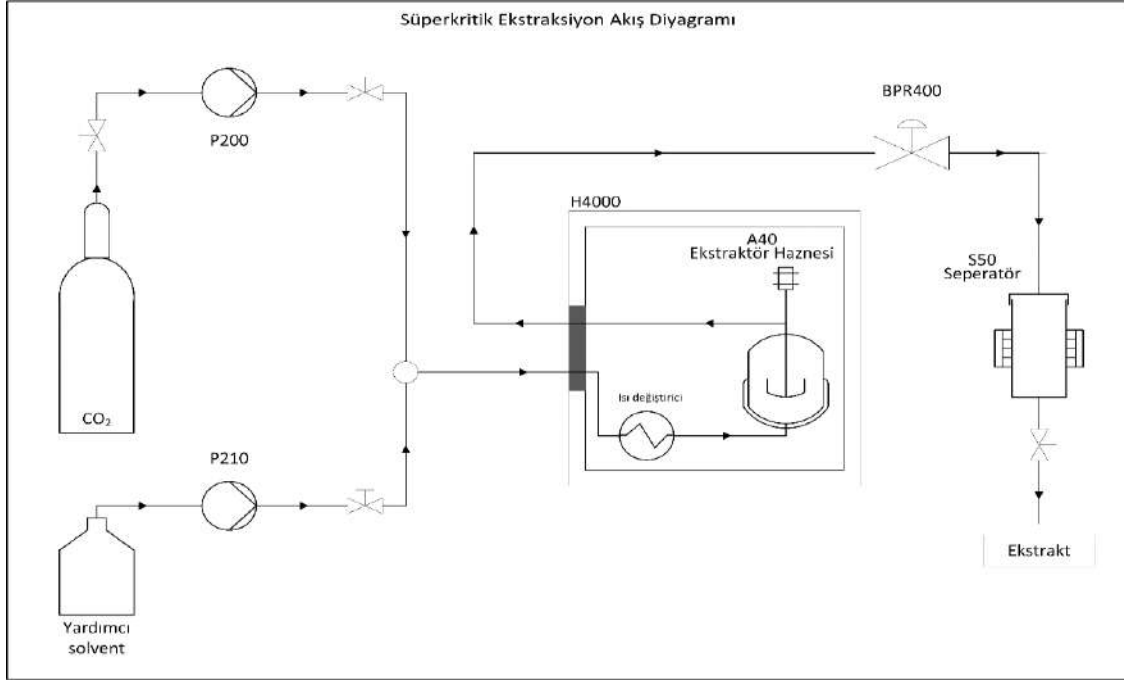 Süperkritik Ekstraksiyon Akış Diyagramı
P200
BPR400
H4000
A40
Ekstraktör Haznesi
S50
Seperatör
CO₂
Isı değiştirici
P210
Ekstrakt
Yardımcı
solvent